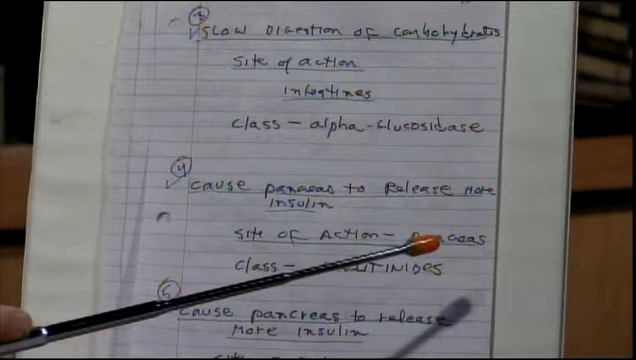 ③
SLOW DIGESTION OF Carbohydrates
Site of action
Intestines
Class - alpha-Glucosidase
④
Cause pancreas to Release More
Insulin
Site OF Action -
Class -
⑤
Cause pancreas to release
More Insulin